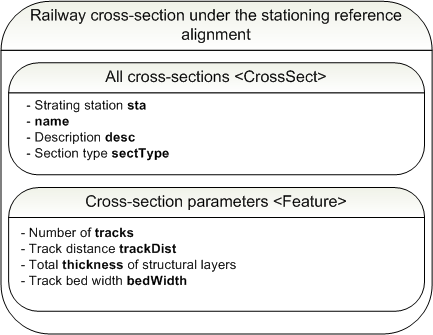 Railway cross-section under the stationing reference
alignment
All cross-sections <CrossSect>
- Strating station sta
- name
- Description desc
- Section type sectType
Cross-section parameters <Feature>
- Number of tracks
- Track distance trackDist
- Total thickness of structural layers
- Track bed width bedWidth